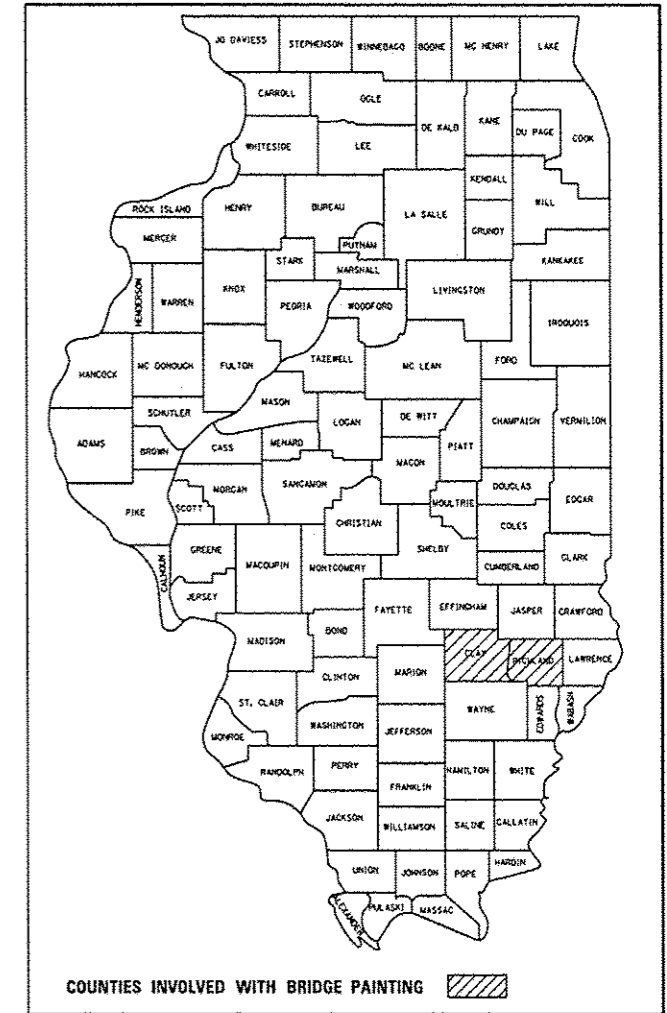 JO DAVIESS STEPHENSON WINNEBAGO BOONE MC HENRY LAKE
CARROLL OGLE DE KALB KANE DU PAGE COOK
WHITESIDE LEE
KENDALL WILL
ROCK ISLAND HENRY BUREAU LA SALLE GRUNDY
MERCER PUTNAM KANKAKEE
STARK MARSHALL
HENDERSON WARREN KNOX PEORIA WOODFORD LIVINGSTON IROQUOIS
HANCOCK MC DONOUGH FULTON TAZEWELL MC LEAN FORD
MASON
SCHUYLER LOGAN DE WITT CHAMPAIGN VERMILION
ADAMS BROWN CASS MENARD PIATT
MACON
PIKE SCOTT MORGAN SANGAMON MOULTRIE DOUGLAS EDGAR
CHRISTIAN COLES
GREENE SHELBY
CALHOUN MACOUPIN MONTGOMERY CUMBERLAND CLARK
JERSEY FAYETTE EFFINGHAM JASPER CRAWFORD
MADISON BOND
CLAY RICHLAND LAWRENCE
CLINTON MARION
ST. CLAIR WAYNE EDWARDS WABASH
WASHINGTON JEFFERSON
MONROE
RANDOLPH PERRY HAMILTON WHITE
FRANKLIN
JACKSON WILLIAMSON SALINE GALLATIN
UNION JOHNSON POPE HARDIN
ALEXANDER PULASKI MASSAC
COUNTIES INVOLVED WITH BRIDGE PAINTING